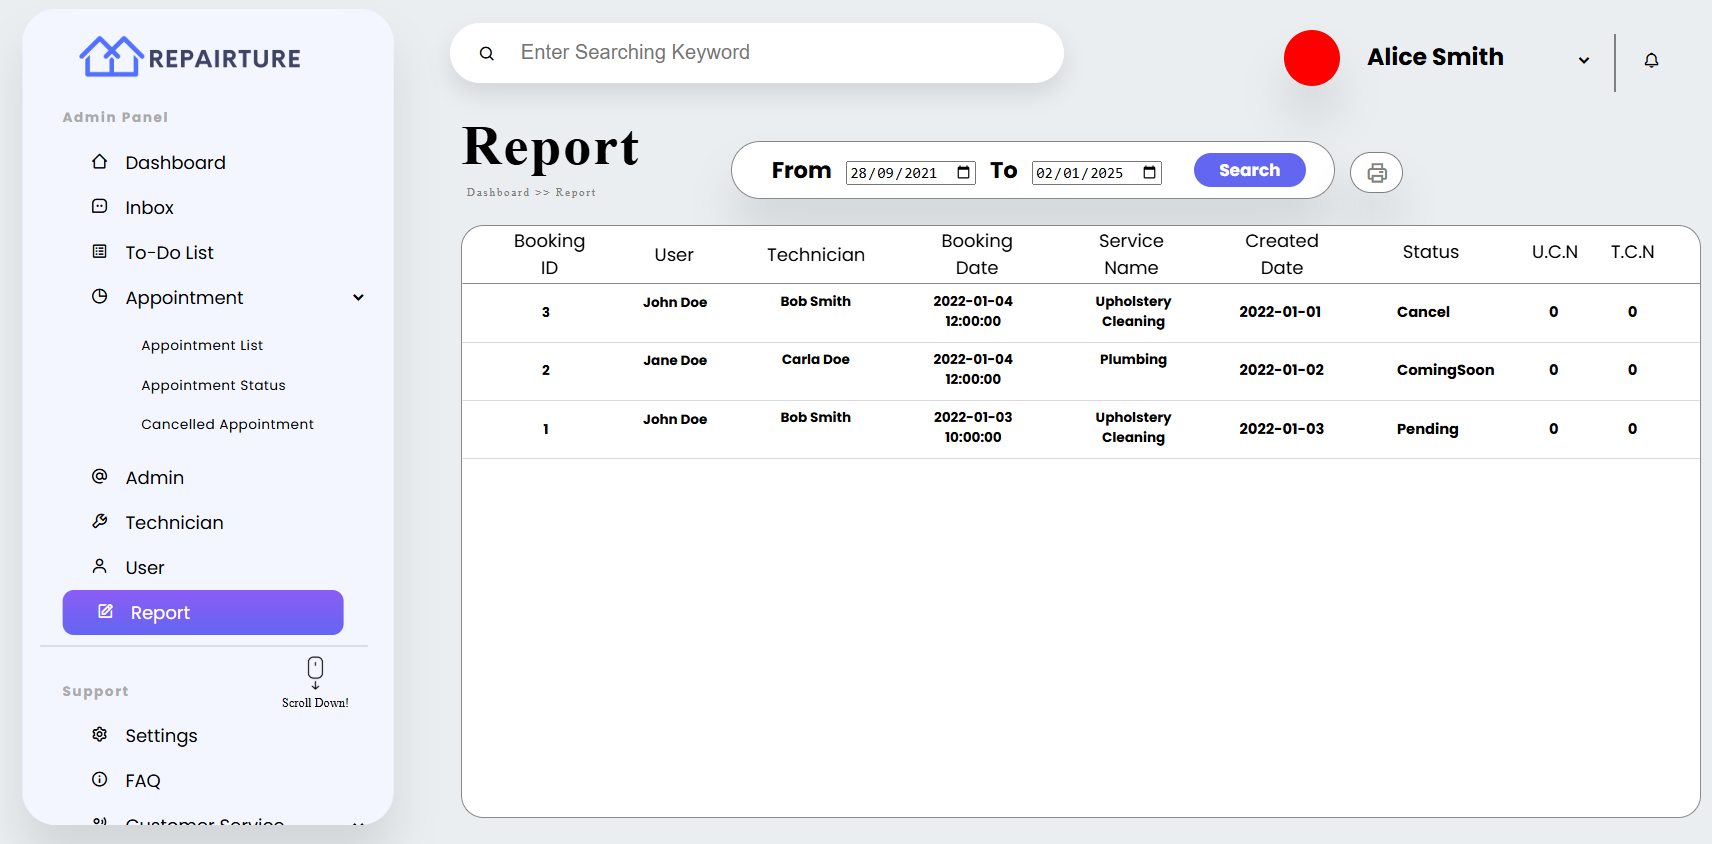 REPAIRTURE
Admin Panel
Dashboard
Inbox
To-Do List
Appointment
Appointment List
Appointment Status
Cancelled Appointment
Admin
Technician
User
Report
Scroll Down!
Support
Settings
FAQ
Customer Service
Enter Searching Keyword
Alice Smith
Report
Dashboard >> Report
From 28/09/2021 To 02/01/2025 Search
Booking ID User Technician Booking Date Service Name Created Date Status U.C.N T.C.N
3 John Doe Bob Smith 2022-01-04 12:00:00 Upholstery Cleaning 2022-01-01 Cancel 0 0
2 Jane Doe Carla Doe 2022-01-04 12:00:00 Plumbing 2022-01-02 ComingSoon 0 0
1 John Doe Bob Smith 2022-01-03 10:00:00 Upholstery Cleaning 2022-01-03 Pending 0 0